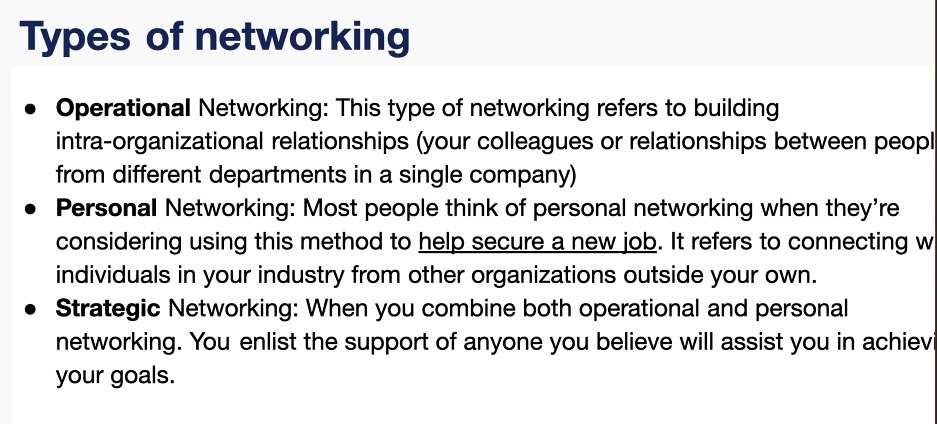 Types of networking
● Operational Networking: This type of networking refers to building
intra-organizational relationships (your colleagues or relationships between peopl
from different departments in a single company)
● Personal Networking: Most people think of personal networking when they’re
considering using this method to help secure a new job. It refers to connecting w
individuals in your industry from other organizations outside your own.
● Strategic Networking: When you combine both operational and personal
networking. You enlist the support of anyone you believe will assist you in achievi
your goals.